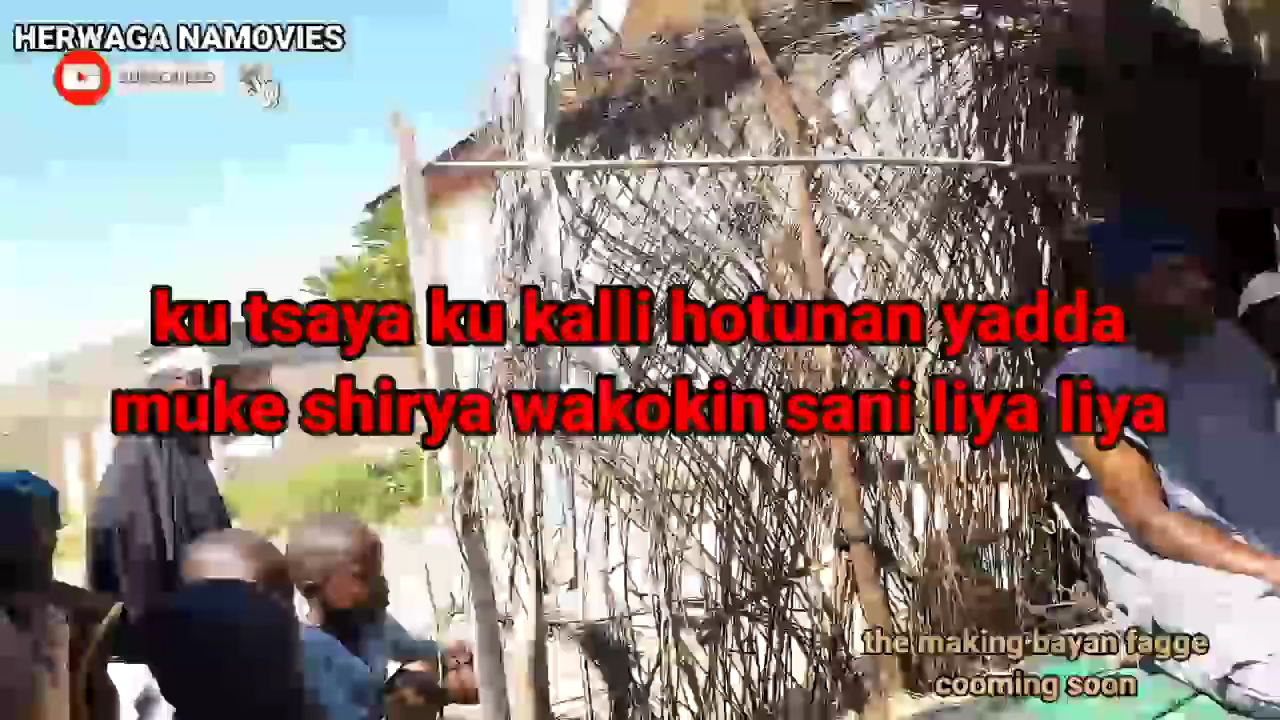 HERWAGA NAMOVIES
SUBSCRIBED
ku tsaya ku kalli hotunan yadda
muke shirya wakokin sani liya liya
the making bayan fagge
cooming soon